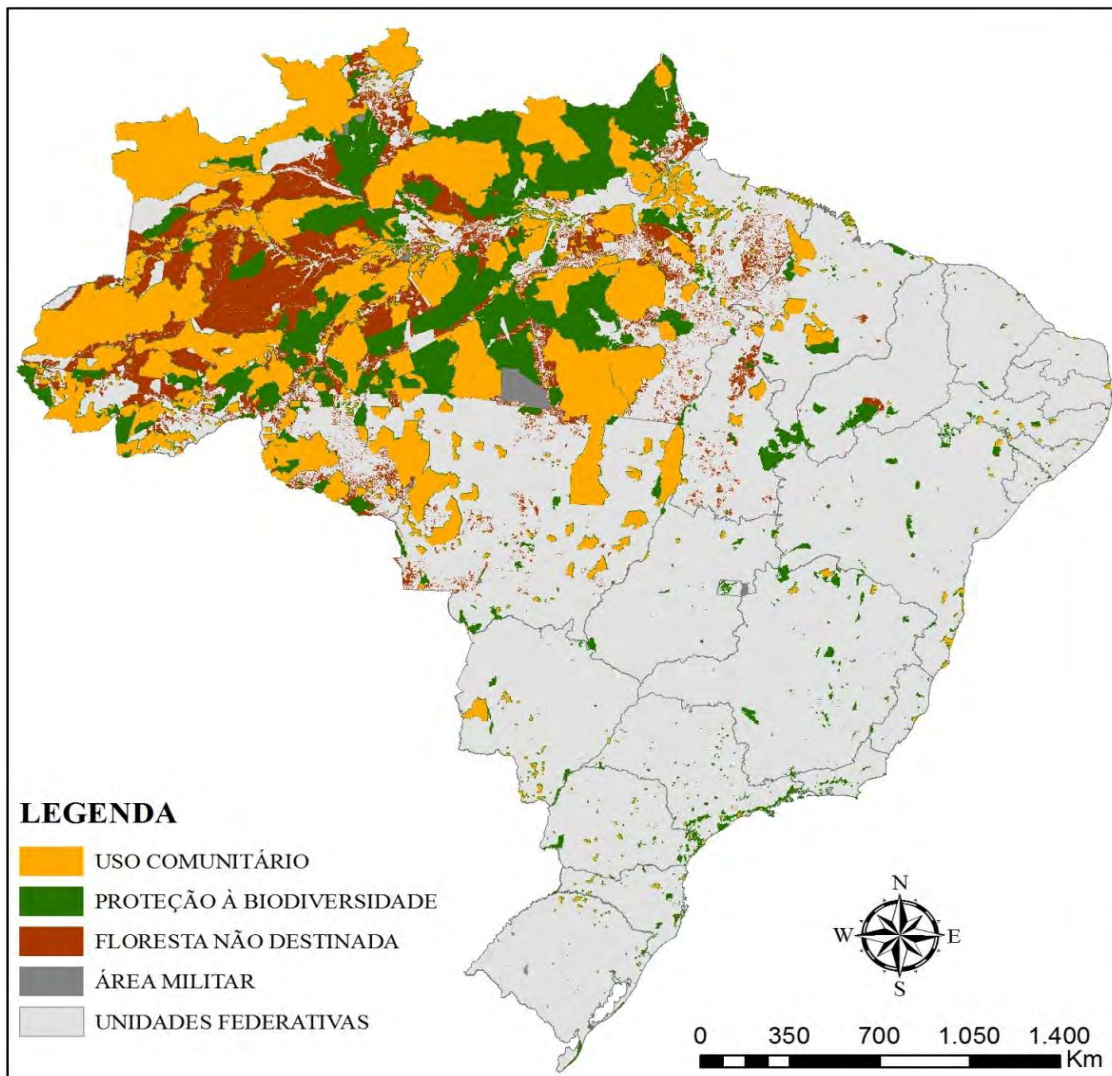 LEGENDA
USO COMUNITÁRIO
PROTEÇÃO À BIODIVERSIDADE
FLORESTA NÃO DESTINADA
ÁREA MILITAR
UNIDADES FEDERATIVAS
N
W E
S
0 350 700 1.050 1.400
Km